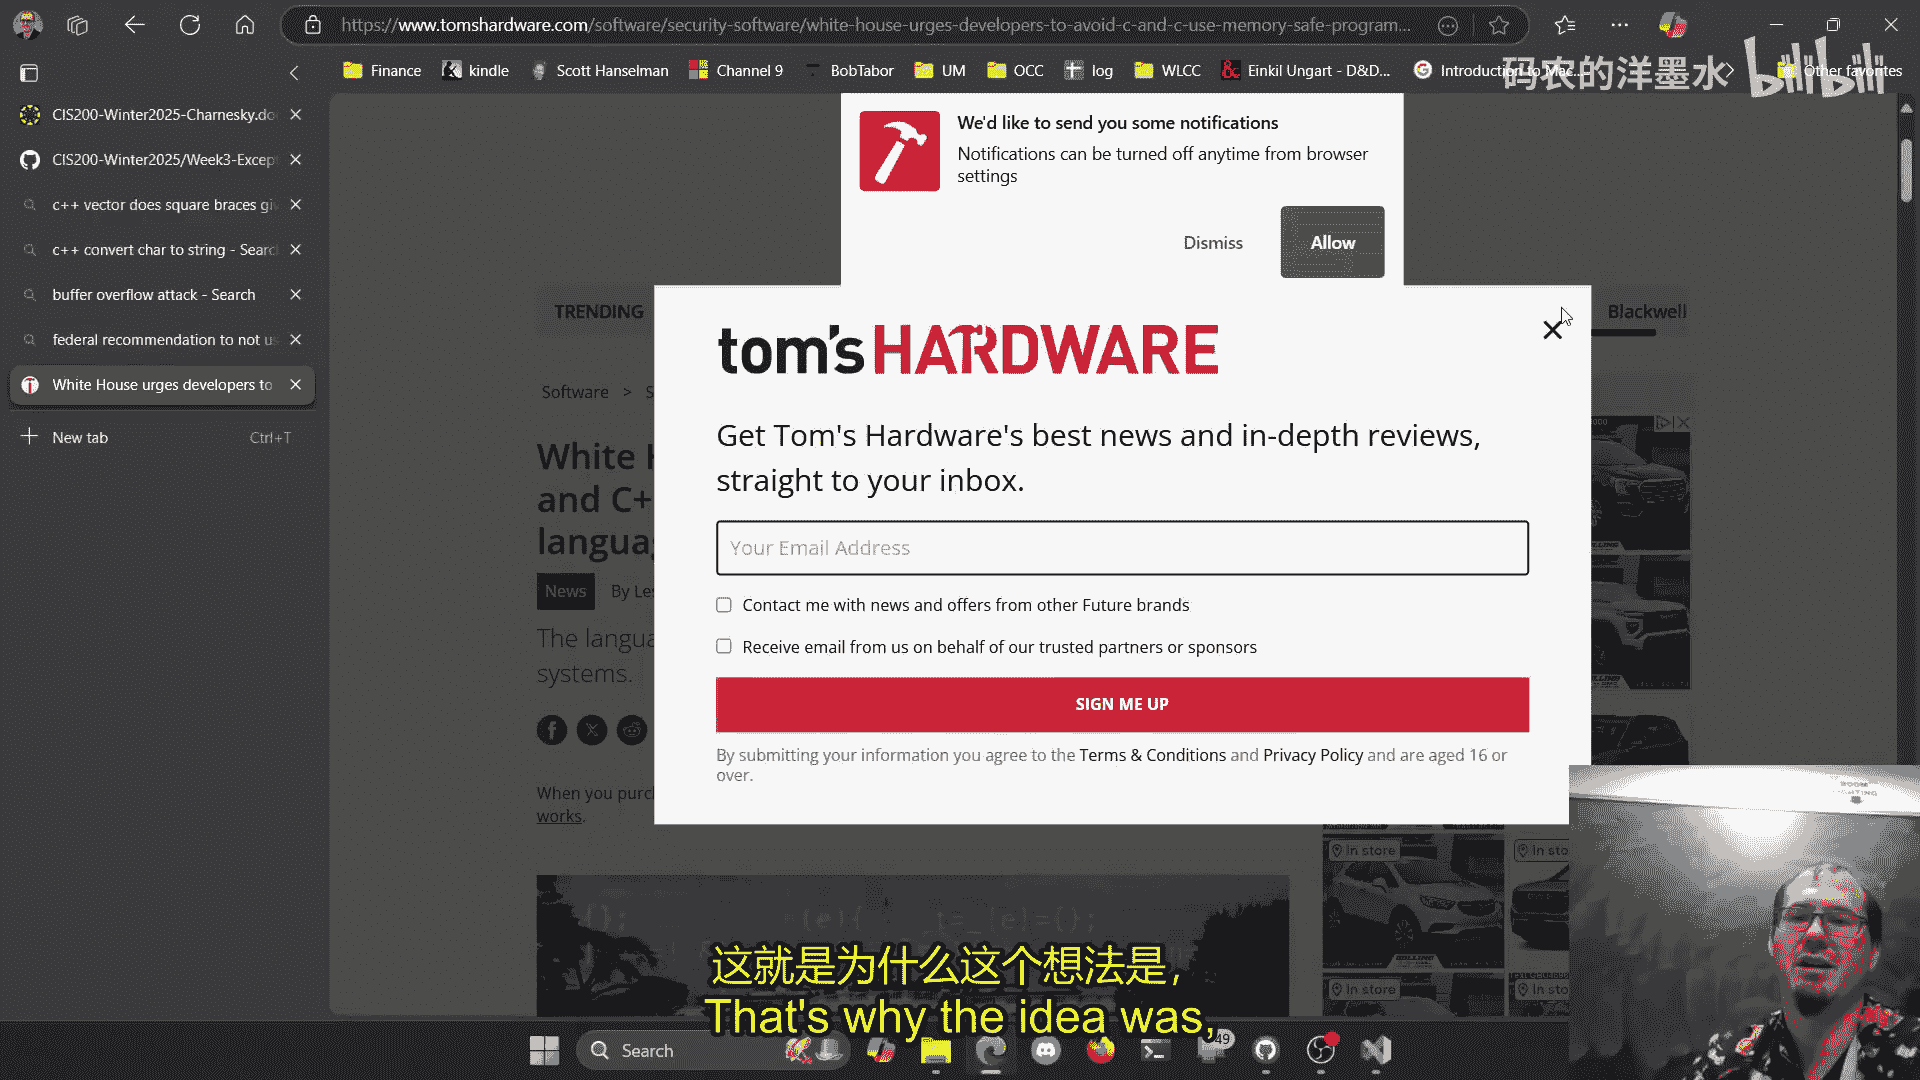 https://www.tomshardware.com/software/security-software/white-house-urges-developers-to-avoid-c-and-c-use-memory-safe-program...
Finance
kindle
Scott Hanselman
Channel 9
BobTabor
UM
OCC
log
WLCC
Einkil Ungart - D&D...
Introduction to Mac...
Other favorites
码农的洋墨水
bilibili
CIS200-Winter2025-Charnesky.do
CIS200-Winter2025/Week3-Excep
c++ vector does square braces gi
c++ convert char to string - Searc
buffer overflow attack - Search
federal recommendation to not us
White House urges developers to
New tab
Ctrl+T
We'd like to send you some notifications
Notifications can be turned off anytime from browser
settings
Dismiss
Allow
TRENDING
Blackwell
tom's HARDWARE
Get Tom's Hardware's best news and in-depth reviews,
straight to your inbox.
Your Email Address
Contact me with news and offers from other Future brands
Receive email from us on behalf of our trusted partners or sponsors
SIGN ME UP
By submitting your information you agree to the Terms & Conditions and Privacy Policy and are aged 16 or
over.
Software > S
White H
and C+
langua
News
By Les
The langua
systems.
When you purc
works.
In store
In sto
In store
In sto
这就是为什么这个想法是，
That's why the idea was,
Search
49